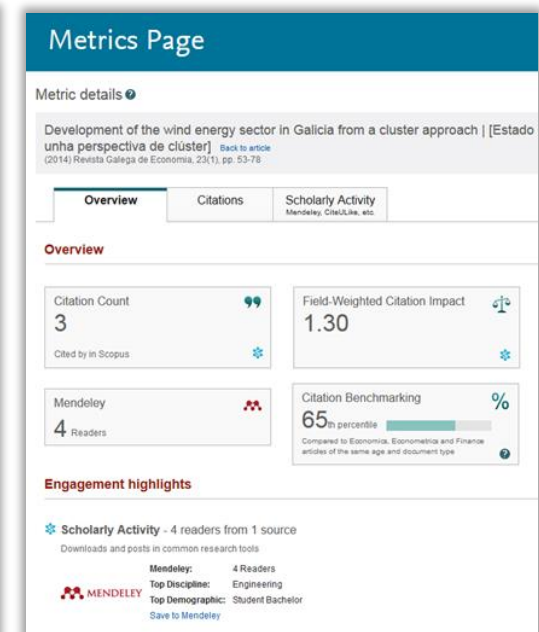 Metrics Page
Metric details ?
Development of the wind energy sector in Galicia from a cluster approach | [Estado
unha perspectiva de clúster] Back to article
(2014) Revista Galega de Economia, 23(1), pp. 53-78
Overview
Citations
Scholarly Activity
Mendeley, CiteULike, etc.
Overview
Citation Count
3
Cited by in Scopus
Field-Weighted Citation Impact
1.30
Mendeley
4 Readers
Citation Benchmarking %
65th percentile
Compared to Economics, Econometrics and Finance
articles of the same age and document type ?
Engagement highlights
Scholarly Activity - 4 readers from 1 source
Downloads and posts in common research tools
MENDELEY
Mendeley: 4 Readers
Top Discipline: Engineering
Top Demographic: Student Bachelor
Save to Mendeley